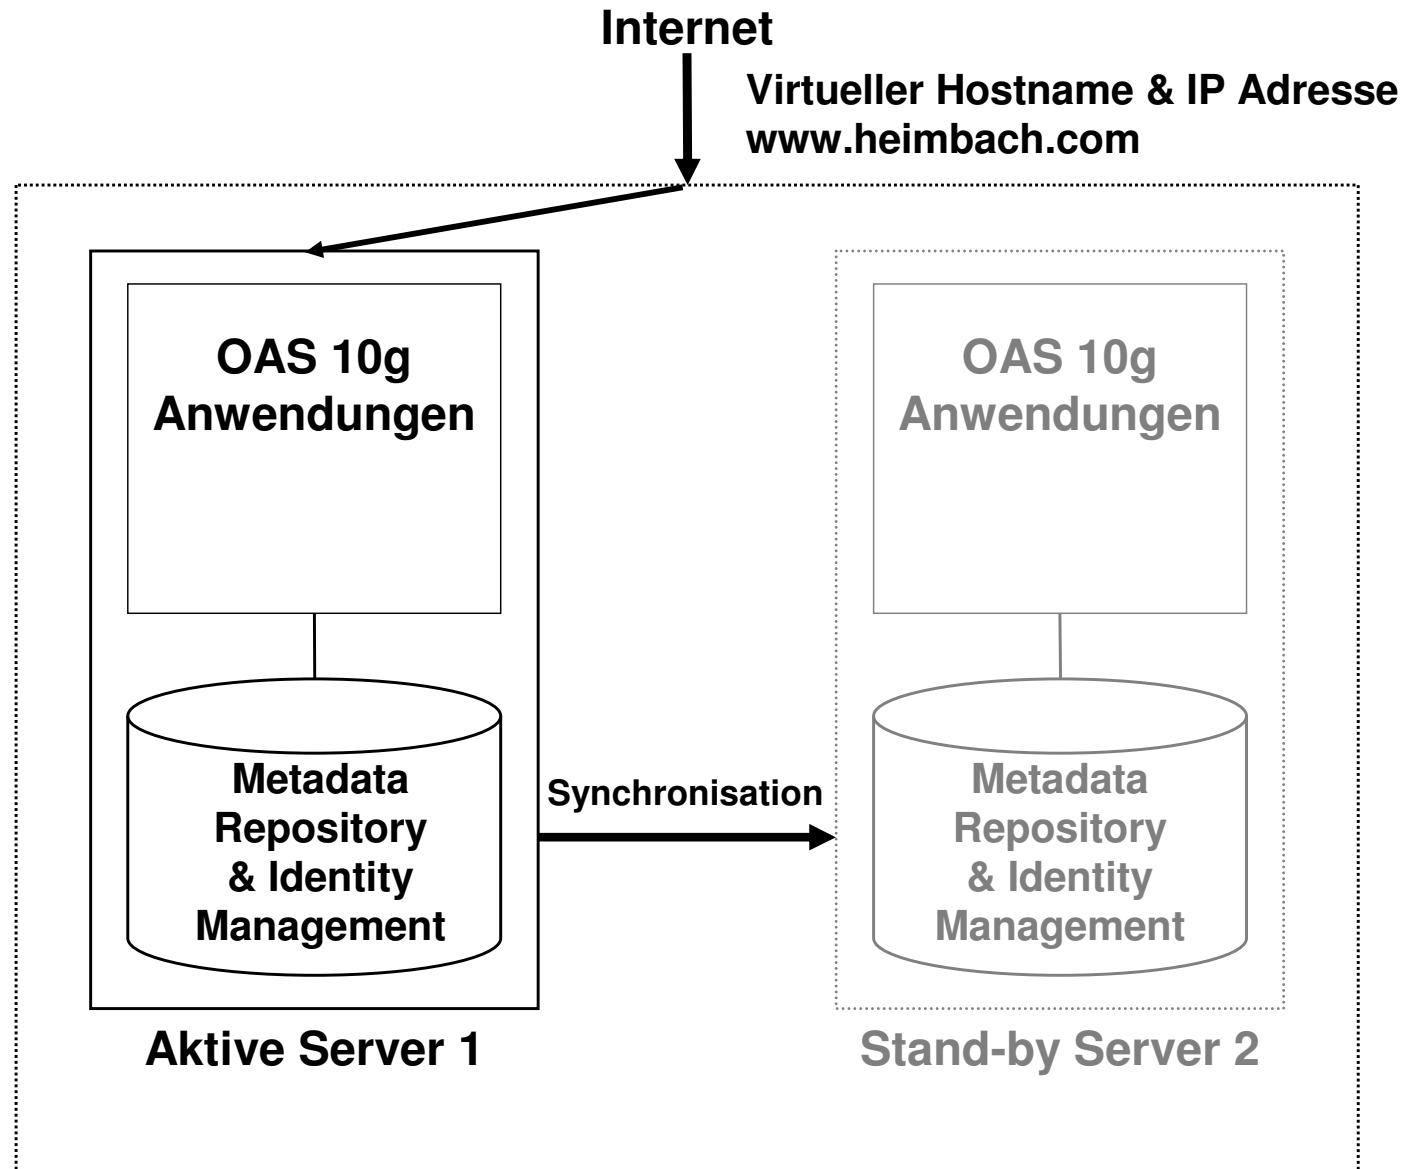 Internet
Virtueller Hostname & IP Adresse
www.heimbach.com
OAS 10g
Anwendungen
OAS 10g
Anwendungen
Metadata
Repository
& Identity
Management
Synchronisation
Metadata
Repository
& Identity
Management
Aktive Server 1
Stand-by Server 2